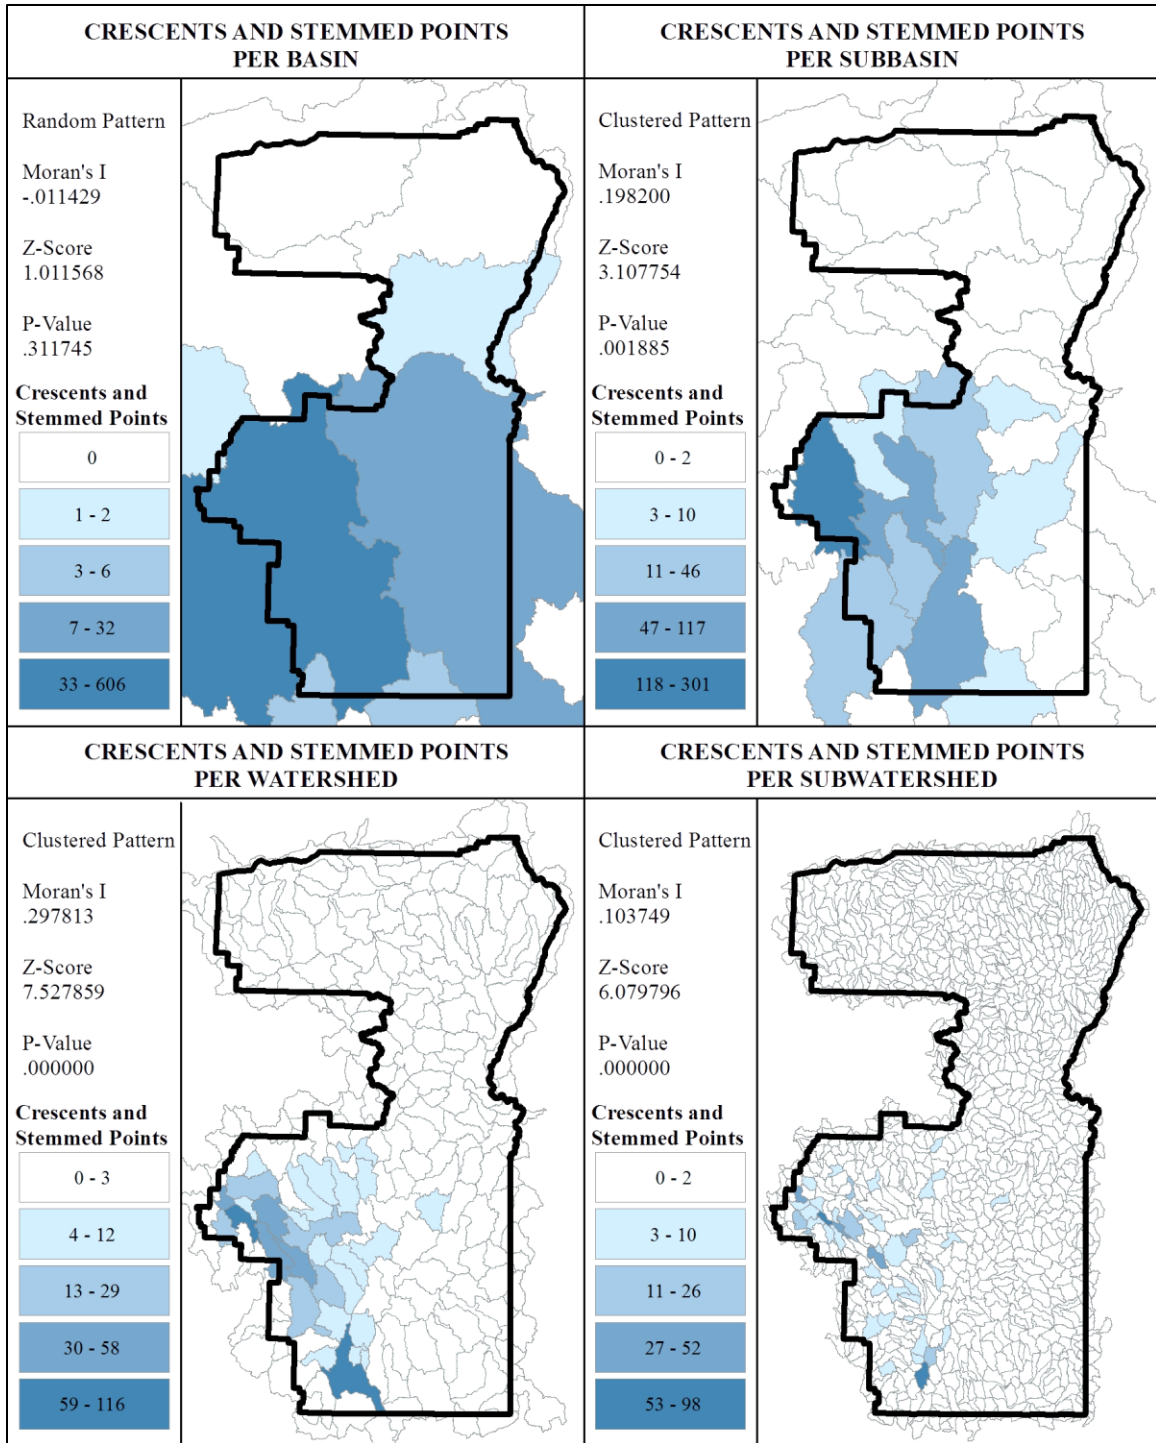 CRESCENTS AND STEMMED POINTS
PER BASIN
Random Pattern
Moran's I
-.011429
Z-Score
1.011568
P-Value
.311745
Crescents and
Stemmed Points
0
1 - 2
3 - 6
7 - 32
33 - 606
CRESCENTS AND STEMMED POINTS
PER SUBBASIN
Clustered Pattern
Moran's I
.198200
Z-Score
3.107754
P-Value
.001885
Crescents and
Stemmed Points
0 - 2
3 - 10
11 - 46
47 - 117
118 - 301
CRESCENTS AND STEMMED POINTS
PER WATERSHED
Clustered Pattern
Moran's I
.297813
Z-Score
7.527859
P-Value
.000000
Crescents and
Stemmed Points
0 - 3
4 - 12
13 - 29
30 - 58
59 - 116
CRESCENTS AND STEMMED POINTS
PER SUBWATERSHED
Clustered Pattern
Moran's I
.103749
Z-Score
6.079796
P-Value
.000000
Crescents and
Stemmed Points
0 - 2
3 - 10
11 - 26
27 - 52
53 - 98